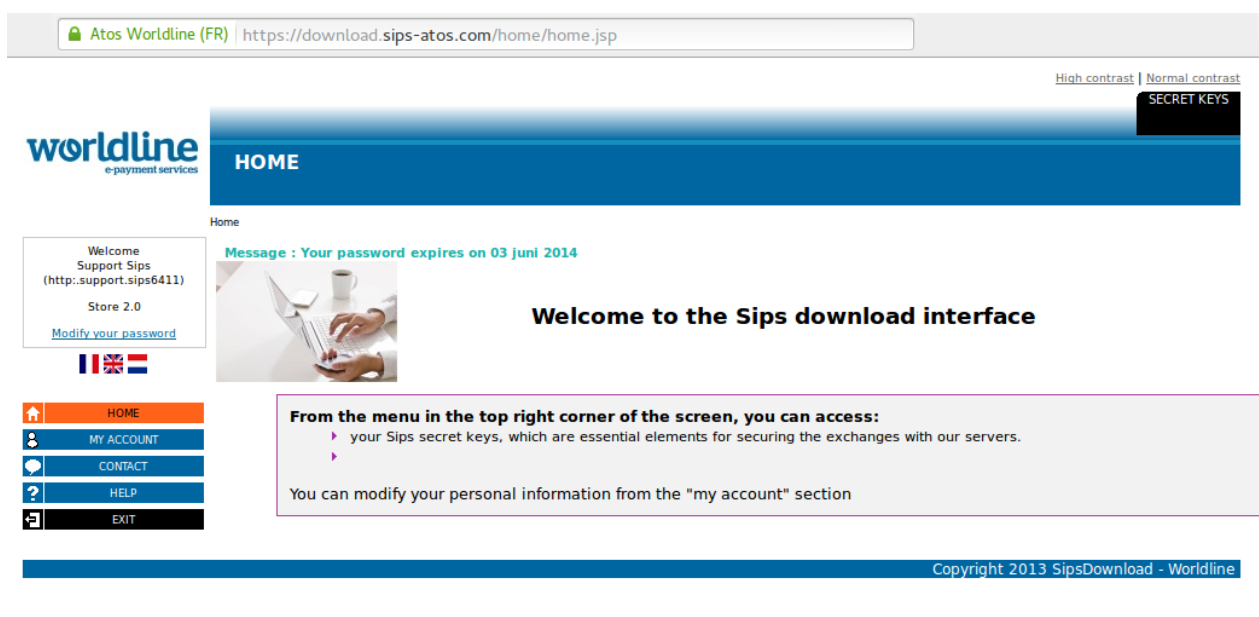 Atos Worldline (FR) https://download.sips-atos.com/home/home.jsp
High contrast | Normal contrast
SECRET KEYS
worldline
e-payment services
HOME
Home
Welcome
Support Sips
(http:.support.sips6411)
Store 2.0
Modify your password
Message : Your password expires on 03 juni 2014
Welcome to the Sips download interface
HOME
MY ACCOUNT
CONTACT
HELP
EXIT
From the menu in the top right corner of the screen, you can access:
your Sips secret keys, which are essential elements for securing the exchanges with our servers.
You can modify your personal information from the "my account" section
Copyright 2013 SipsDownload - Worldline